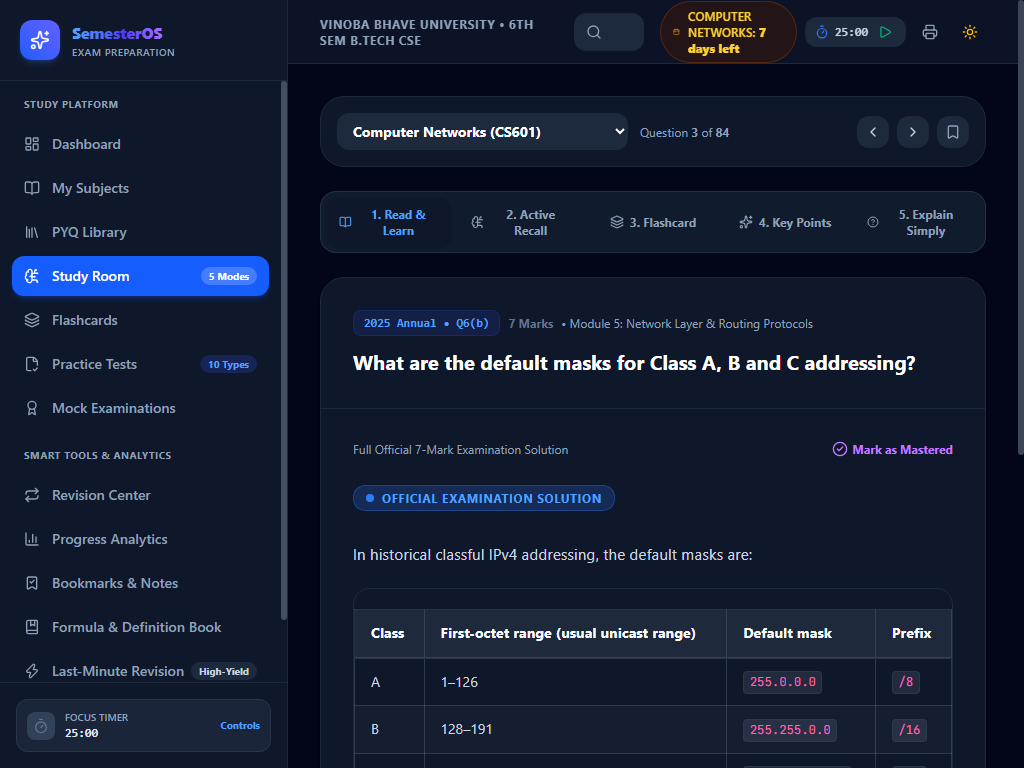 SemesterOS
EXAM PREPARATION
STUDY PLATFORM
Dashboard
My Subjects
PYQ Library
Study Room
5 Modes
Flashcards
Practice Tests
10 Types
Mock Examinations
SMART TOOLS & ANALYTICS
Revision Center
Progress Analytics
Bookmarks & Notes
Formula & Definition Book
Last-Minute Revision
High-Yield
FOCUS TIMER
25:00
Controls
VINOBA BHAVE UNIVERSITY • 6TH
SEM B.TECH CSE
COMPUTER
NETWORKS: 7
days left
25:00
Computer Networks (CS601)
Question 3 of 84
1. Read &
Learn
2. Active
Recall
3. Flashcard
4. Key Points
5. Explain
Simply
2025 Annual • Q6(b)
7 Marks
• Module 5: Network Layer & Routing Protocols
What are the default masks for Class A, B and C addressing?
Full Official 7-Mark Examination Solution
Mark as Mastered
OFFICIAL EXAMINATION SOLUTION
In historical classful IPv4 addressing, the default masks are:
Class First-octet range (usual unicast range) Default mask Prefix
A 1–126 255.0.0.0 /8
B 128–191 255.255.0.0 /16